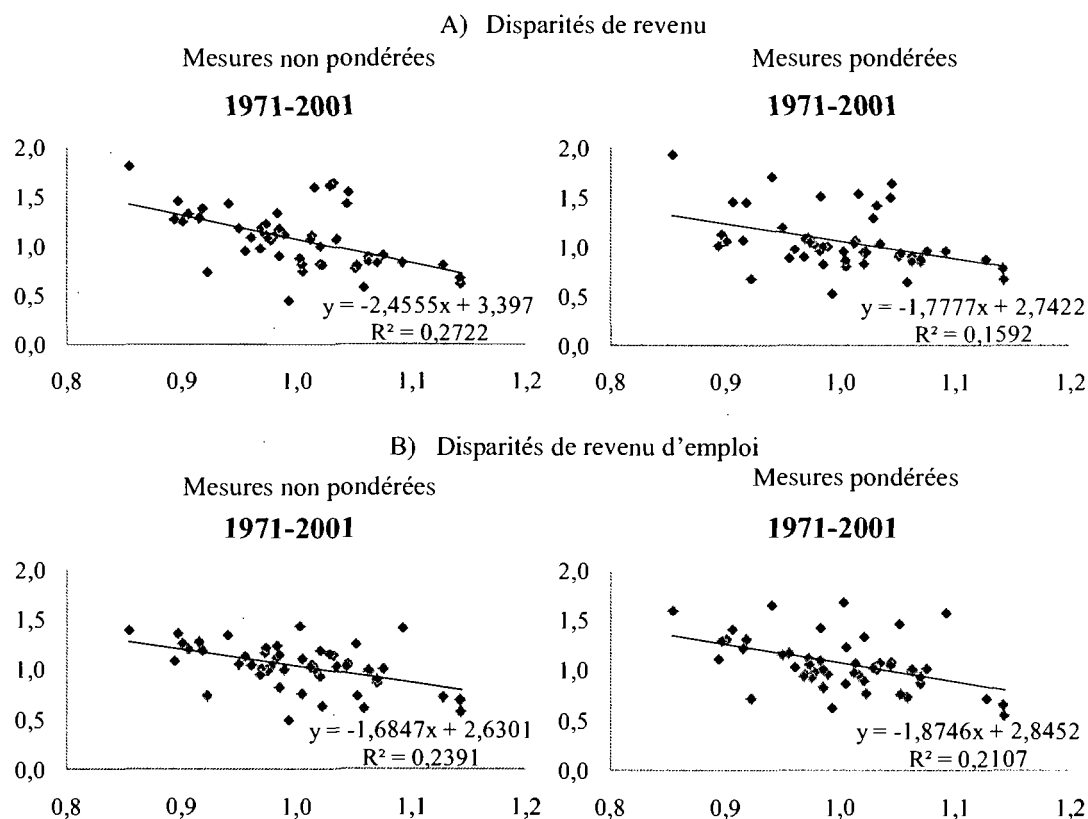 A) Disparités de revenu
Mesures non pondérées
1971-2001
2,0
1,5
1,0
0,5
0,0
y = -2,4555x + 3,397
R² = 0,2722
0,8 0,9 1,0 1,1 1,2
Mesures pondérées
1971-2001
2,0
1,5
1,0
0,5
0,0
y = -1,7777x + 2,7422
R² = 0,1592
0,8 0,9 1,0 1,1 1,2
B) Disparités de revenu d'emploi
Mesures non pondérées
1971-2001
2,0
1,5
1,0
0,5
0,0
y = -1,6847x + 2,6301
R² = 0,2391
0,8 0,9 1,0 1,1 1,2
Mesures pondérées
1971-2001
2,0
1,5
1,0
0,5
0,0
y = -1,8746x + 2,8452
R² = 0,2107
0,8 0,9 1,0 1,1 1,2